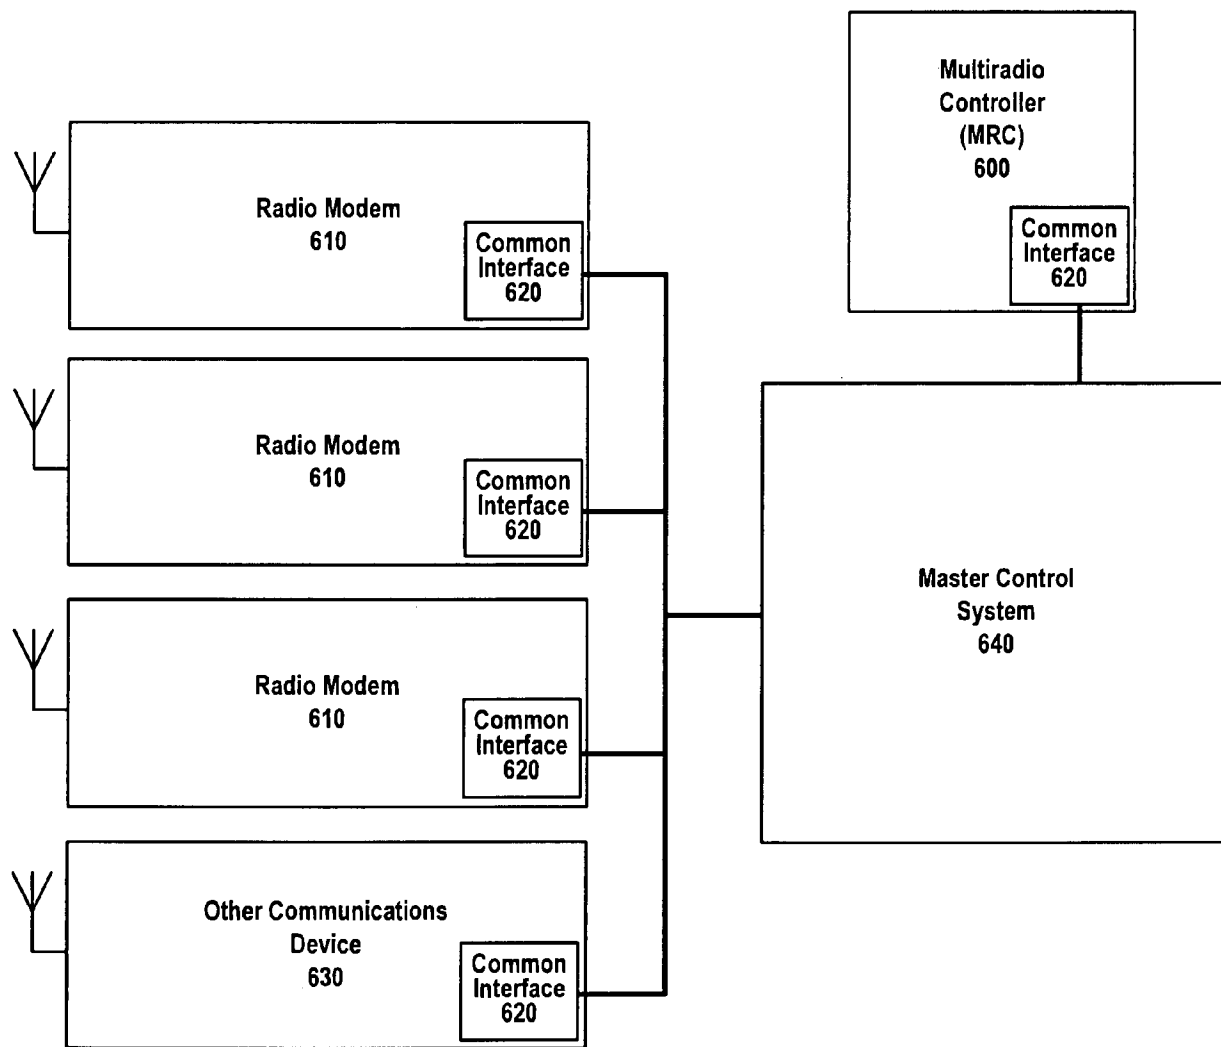 Multiradio
Controller
(MRC)
600
Common
Interface
620
Radio Modem
610
Common
Interface
620
Radio Modem
610
Common
Interface
620
Radio Modem
610
Common
Interface
620
Other Communications
Device
630
Common
Interface
620
Master Control
System
640